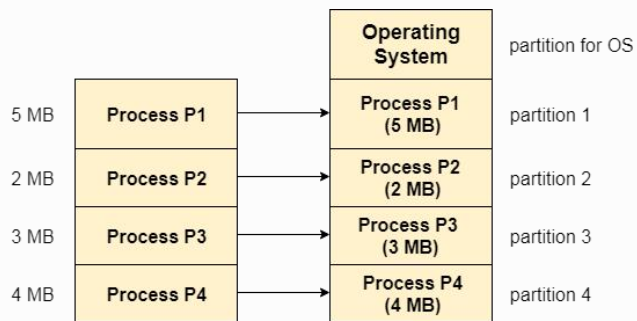 Operating
System
partition for OS
5 MB
Process P1
Process P1
(5 MB)
partition 1
2 MB
Process P2
Process P2
(2 MB)
partition 2
3 MB
Process P3
Process P3
(3 MB)
partition 3
4 MB
Process P4
Process P4
(4 MB)
partition 4